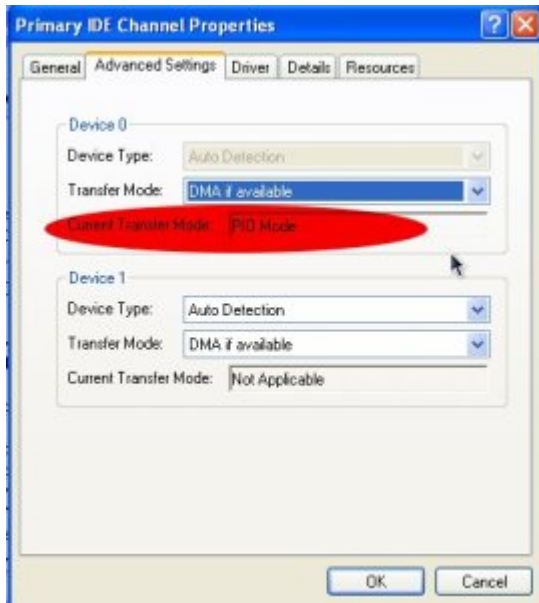 Primary IDE Channel Properties
General Advanced Settings Driver Details Resources
Device 0
Device Type: Auto Detection
Transfer Mode: DMA if available
Current Transfer Mode: PIO Mode
Device 1
Device Type: Auto Detection
Transfer Mode: DMA if available
Current Transfer Mode: Not Applicable
OK Cancel